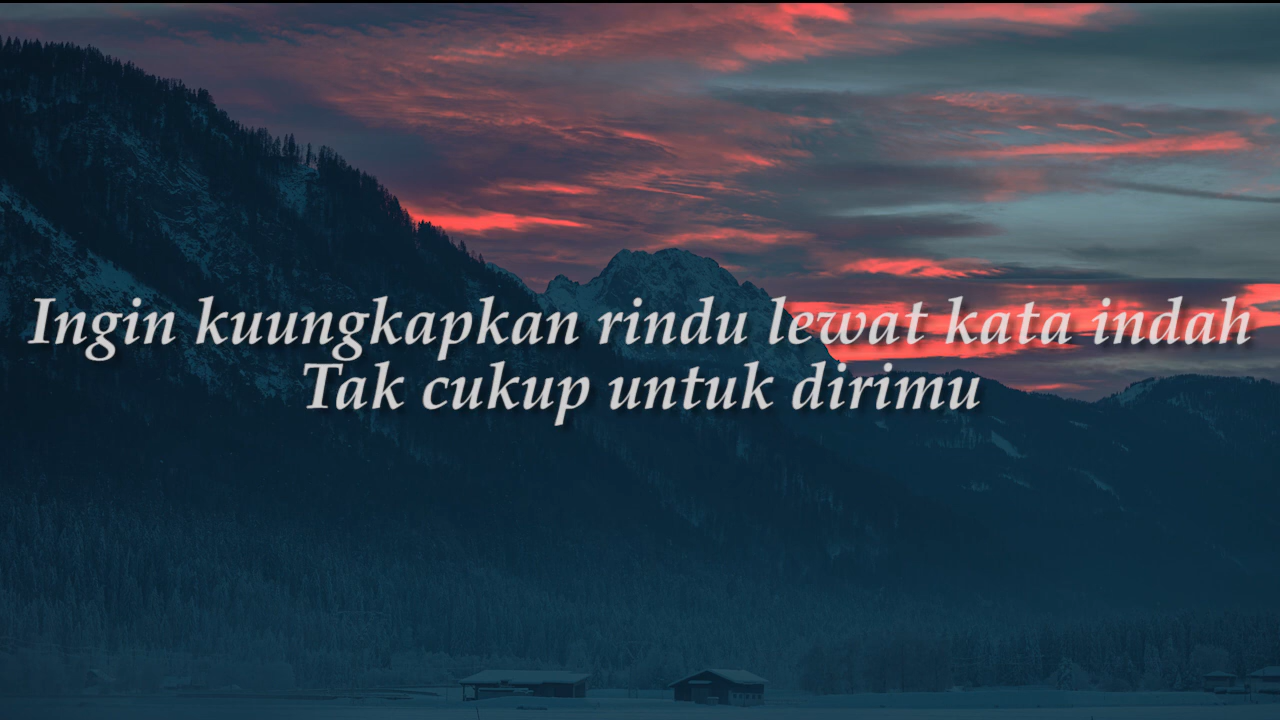 Ingin kuungkapkan rindu lewat kata indah
Tak cukup untuk dirimu